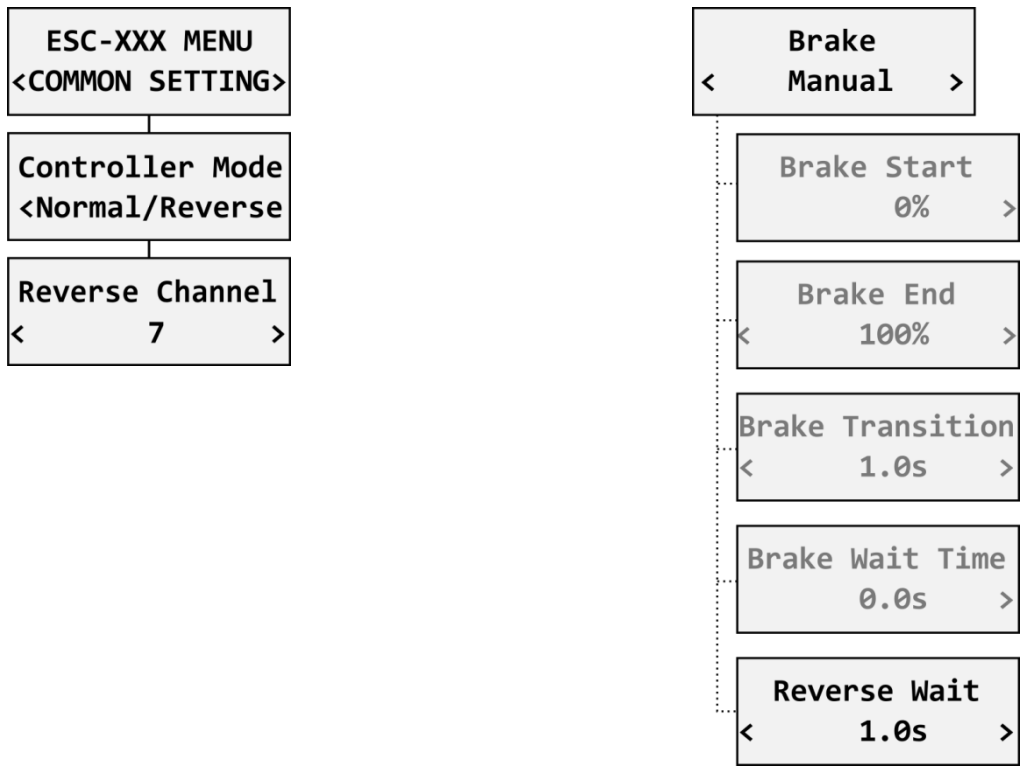 ESC-XXX MENU
<COMMON SETTING>
Controller Mode
<Normal/Reverse
Reverse Channel
< 7 >
Brake
< Manual >
Brake Start
0% >
Brake End
< 100% >
Brake Transition
< 1.0s >
Brake Wait Time
0.0s >
Reverse Wait
< 1.0s >